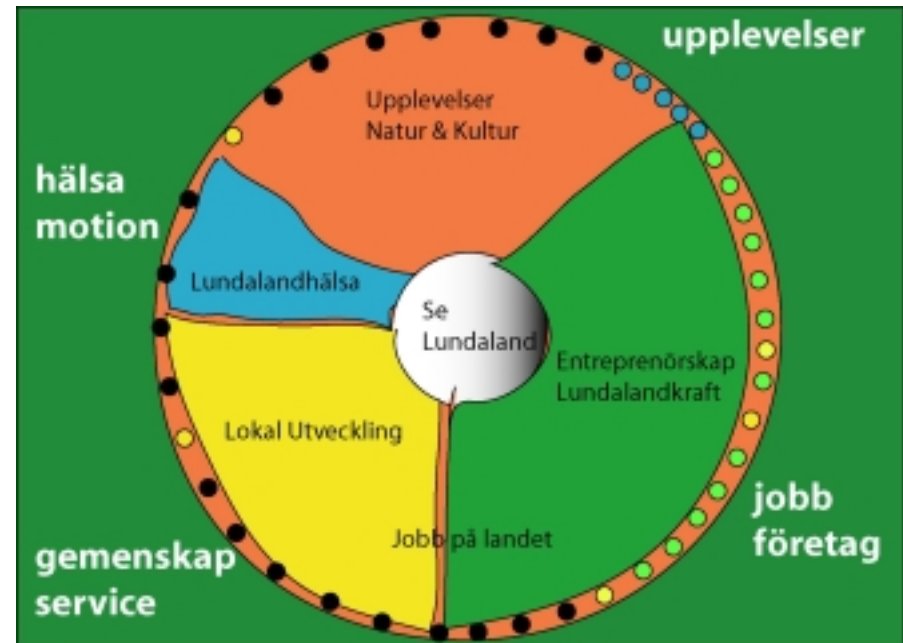 upplevelser
Upplevelser
Natur & Kultur
hälsa
motion
Lundalandhälsa
Se
Lundaland
Entreprenörskap
Lundalandkraft
Lokal Utveckling
jobb
företag
Jobb på landet
gemenskap
service